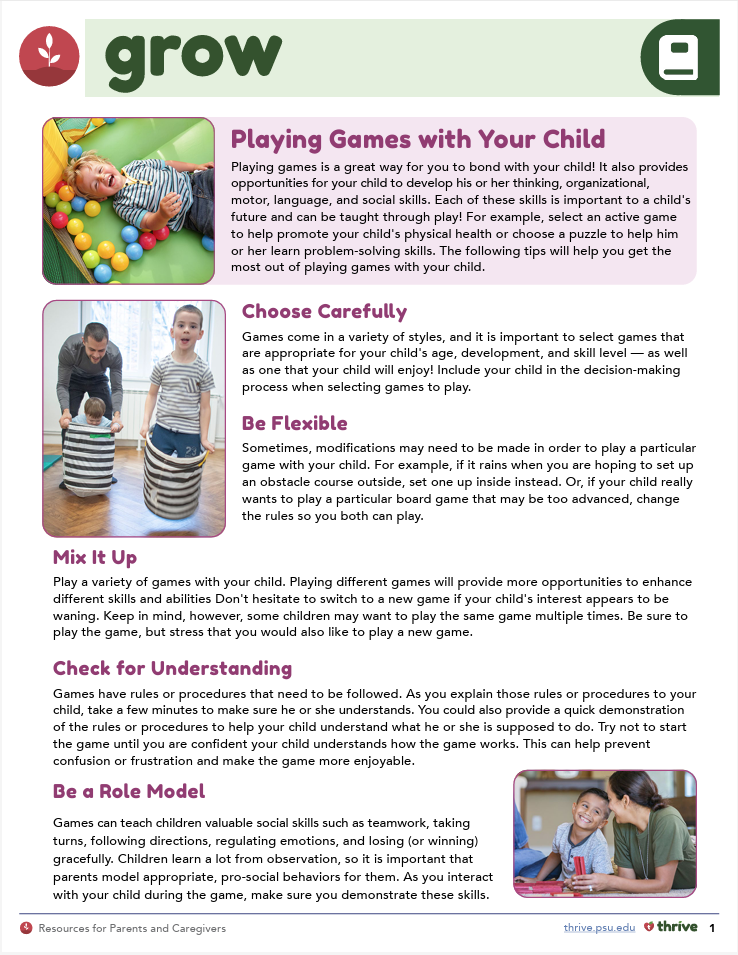 grow
Playing Games with Your Child
Playing games is a great way for you to bond with your child! It also provides
opportunities for your child to develop his or her thinking, organizational,
motor, language, and social skills. Each of these skills is important to a child's
future and can be taught through play! For example, select an active game
to help promote your child's physical health or choose a puzzle to help him
or her learn problem-solving skills. The following tips will help you get the
most out of playing games with your child.
Choose Carefully
Games come in a variety of styles, and it is important to select games that
are appropriate for your child's age, development, and skill level — as well
as one that your child will enjoy! Include your child in the decision-making
process when selecting games to play.
Be Flexible
Sometimes, modifications may need to be made in order to play a particular
game with your child. For example, if it rains when you are hoping to set up
an obstacle course outside, set one up inside instead. Or, if your child really
wants to play a particular board game that may be too advanced, change
the rules so you both can play.
Mix It Up
Play a variety of games with your child. Playing different games will provide more opportunities to enhance
different skills and abilities Don't hesitate to switch to a new game if your child's interest appears to be
waning. Keep in mind, however, some children may want to play the same game multiple times. Be sure to
play the game, but stress that you would also like to play a new game.
Check for Understanding
Games have rules or procedures that need to be followed. As you explain those rules or procedures to your
child, take a few minutes to make sure he or she understands. You could also provide a quick demonstration
of the rules or procedures to help your child understand what he or she is supposed to do. Try not to start
the game until you are confident your child understands how the game works. This can help prevent
confusion or frustration and make the game more enjoyable.
Be a Role Model
Games can teach children valuable social skills such as teamwork, taking
turns, following directions, regulating emotions, and losing (or winning)
gracefully. Children learn a lot from observation, so it is important that
parents model appropriate, pro-social behaviors for them. As you interact
with your child during the game, make sure you demonstrate these skills.
Resources for Parents and Caregivers
thrive.psu.edu thrive 1